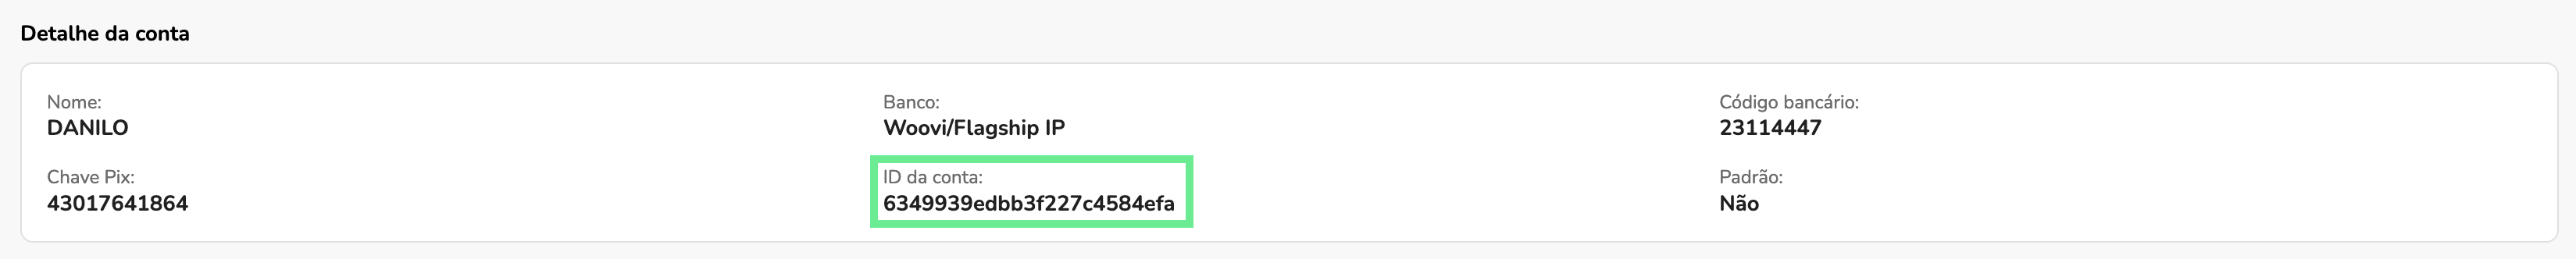 Detalhe da conta
Nome:
DANILO
Banco:
Woovi/Flagship IP
Código bancário:
23114447
Chave Pix:
43017641864
ID da conta:
6349939edbb3f227c4584efa
Padrão:
Não